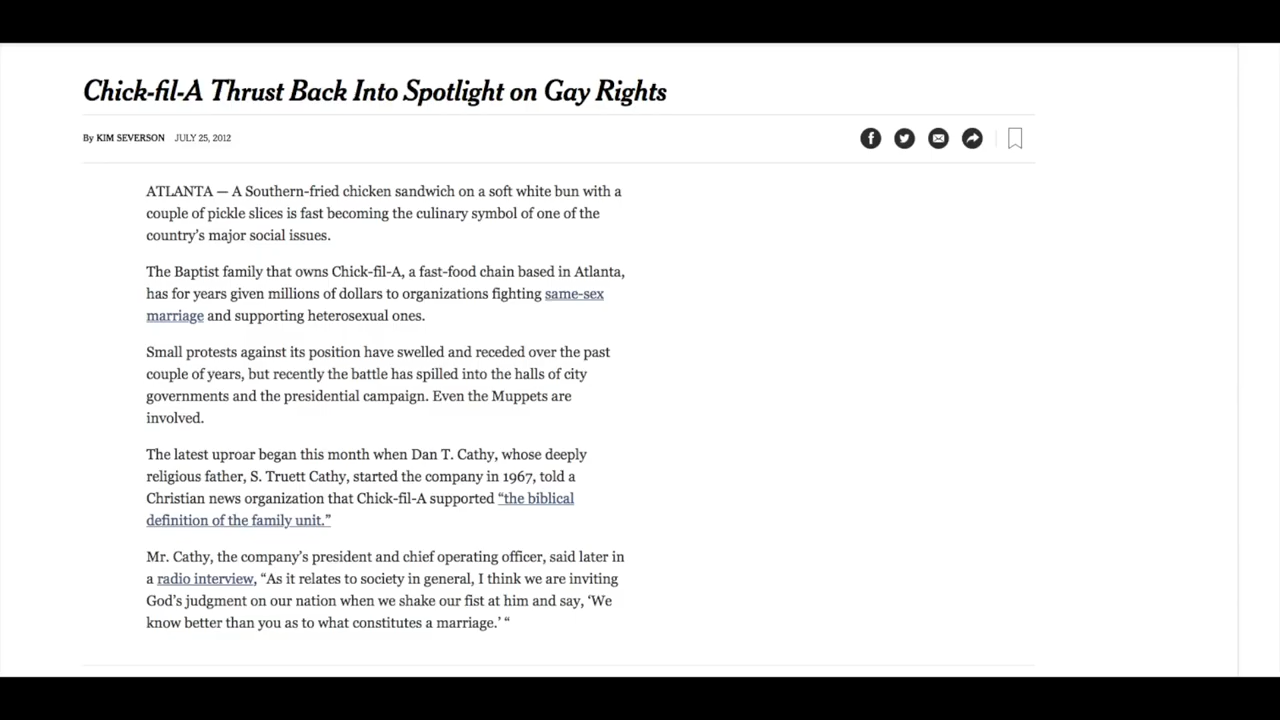 Chick-fil-A Thrust Back Into Spotlight on Gay Rights
By KIM SEVERSON JULY 25, 2012
ATLANTA — A Southern-fried chicken sandwich on a soft white bun with a
couple of pickle slices is fast becoming the culinary symbol of one of the
country's major social issues.
The Baptist family that owns Chick-fil-A, a fast-food chain based in Atlanta,
has for years given millions of dollars to organizations fighting same-sex
marriage and supporting heterosexual ones.
Small protests against its position have swelled and receded over the past
couple of years, but recently the battle has spilled into the halls of city
governments and the presidential campaign. Even the Muppets are
involved.
The latest uproar began this month when Dan T. Cathy, whose deeply
religious father, S. Truett Cathy, started the company in 1967, told a
Christian news organization that Chick-fil-A supported “the biblical
definition of the family unit.”
Mr. Cathy, the company's president and chief operating officer, said later in
a radio interview, “As it relates to society in general, I think we are inviting
God's judgment on our nation when we shake our fist at him and say, ‘We
know better than you as to what constitutes a marriage.’ “